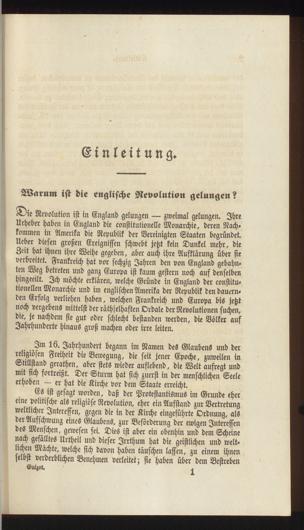 Einleitung.
Warum ist die englische Revolution gelungen?
Die Revolution ist in England gelungen — zweimal gelungen. Ihre
Urheber haben in England die constitutionelle Monarchie, deren Nach-
kommen in Amerika die Republik der Vereinigten Staaten begründet.
Ueber diesen großen Ereignissen schwebt jetzt kein Dunkel mehr, die
Zeit hat ihnen ihre Weihe gegeben, aber auch ihre Aufklärung über sie
verbreitet. Frankreich hat vor sechzig Jahren den von England gebahn-
ten Weg betreten und ganz Europa ist kaum gestern noch auf denselben
hingeeilt. Ich möchte erklären, welche Gründe in England der constitu-
tionellen Monarchie und im englischen Amerika der Republik den dauern-
den Erfolg verliehen haben, welchen Frankreich und Europa bis jetzt
noch vergebens mittelst der räthselhaften Orakel der Revolutionen suchen,
die, je nachdem sie gut oder schlecht bestanden werden, die Völker auf
Jahrhunderte hinaus groß machen oder irre leiten.
Im 16. Jahrhundert begann im Namen des Glaubens und der
religiösen Freiheit die Bewegung, die seit jener Epoche, zuweilen in
Stillstand gerathen, aber stets wieder auflebend, die Welt aufregt und
mit sich fortreißt. Der Sturm hat sich zuerst in der menschlichen Seele
erhoben — er hat die Kirche vor dem Staate erreicht.
Es ist gesagt worden, daß der Protestantismus im Grunde eher
eine politische als religiöse Revolution, eher ein Aufstand zur Vertretung
weltlicher Interessen, gegen die in der Kirche eingeführte Ordnung, als
der Aufschwung eines Glaubens, zur Beförderung der ewigen Interessen
des Menschen, gewesen sei. Dies ist aber ein obenhin und dem Scheine
nach gefälltes Urtheil und dieser Irrthum hat die geistlichen und welt-
lichen Mächte, welche sich davon haben leiten lassen, zu einem ihnen
selbst verderblichen Benehmen verleitet; sie haben über dem Bestreben
Guizot.
1